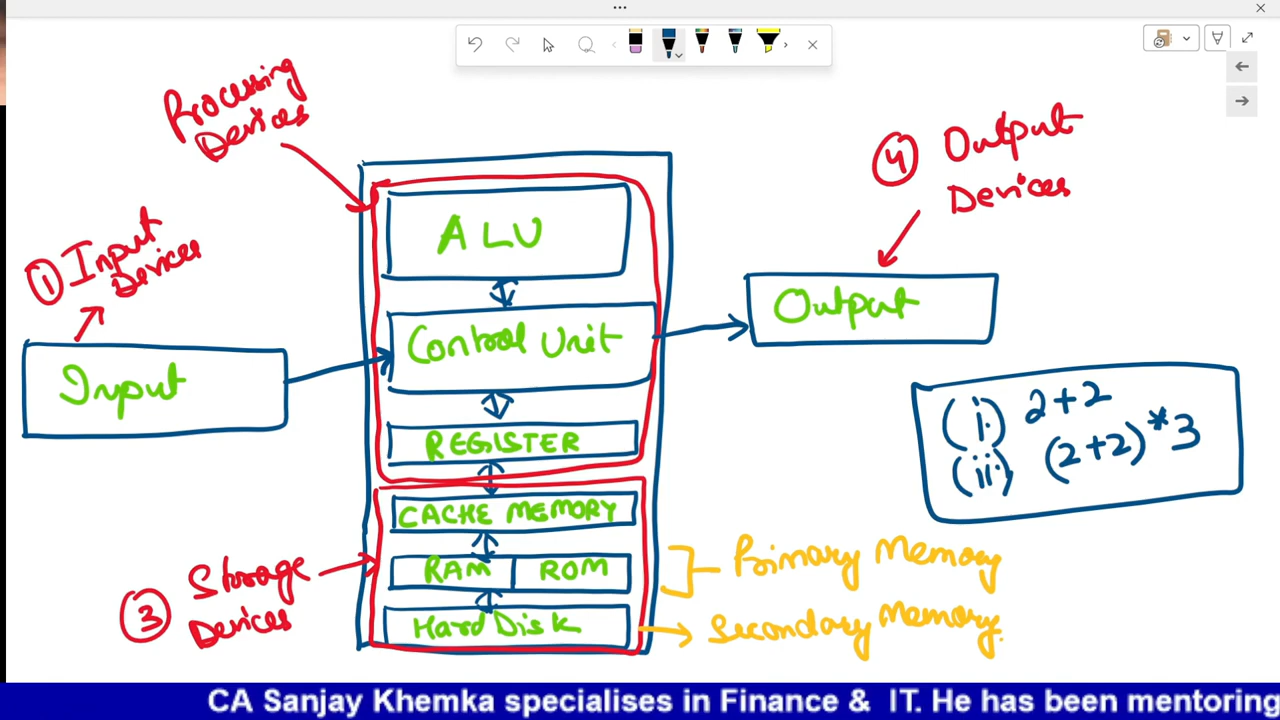 Processing
Devices
④ Output
Devices
① Input
Devices
ALU
Control Unit
REGISTER
Input
Output
(i) 2+2
(ii) (2+2)*3
CACHE MEMORY
RAM ROM
Hard Disk
Primary Memory
Secondary Memory.
③ Storage
Devices
CA Sanjay Khemka specialises in Finance & IT. He has been mentoring